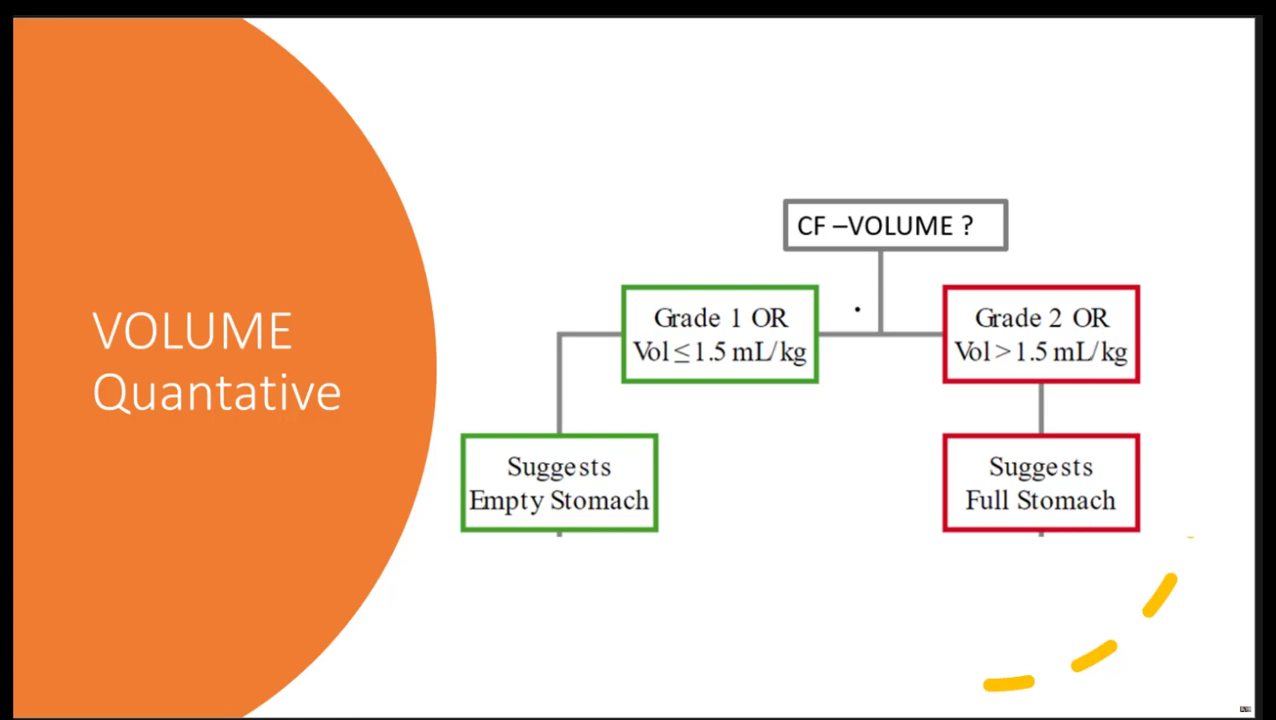 VOLUME
Quantative
CF –VOLUME ?
Grade 1 OR
Vol ≤ 1.5 mL/kg
Grade 2 OR
Vol > 1.5 mL/kg
Suggests
Empty Stomach
Suggests
Full Stomach